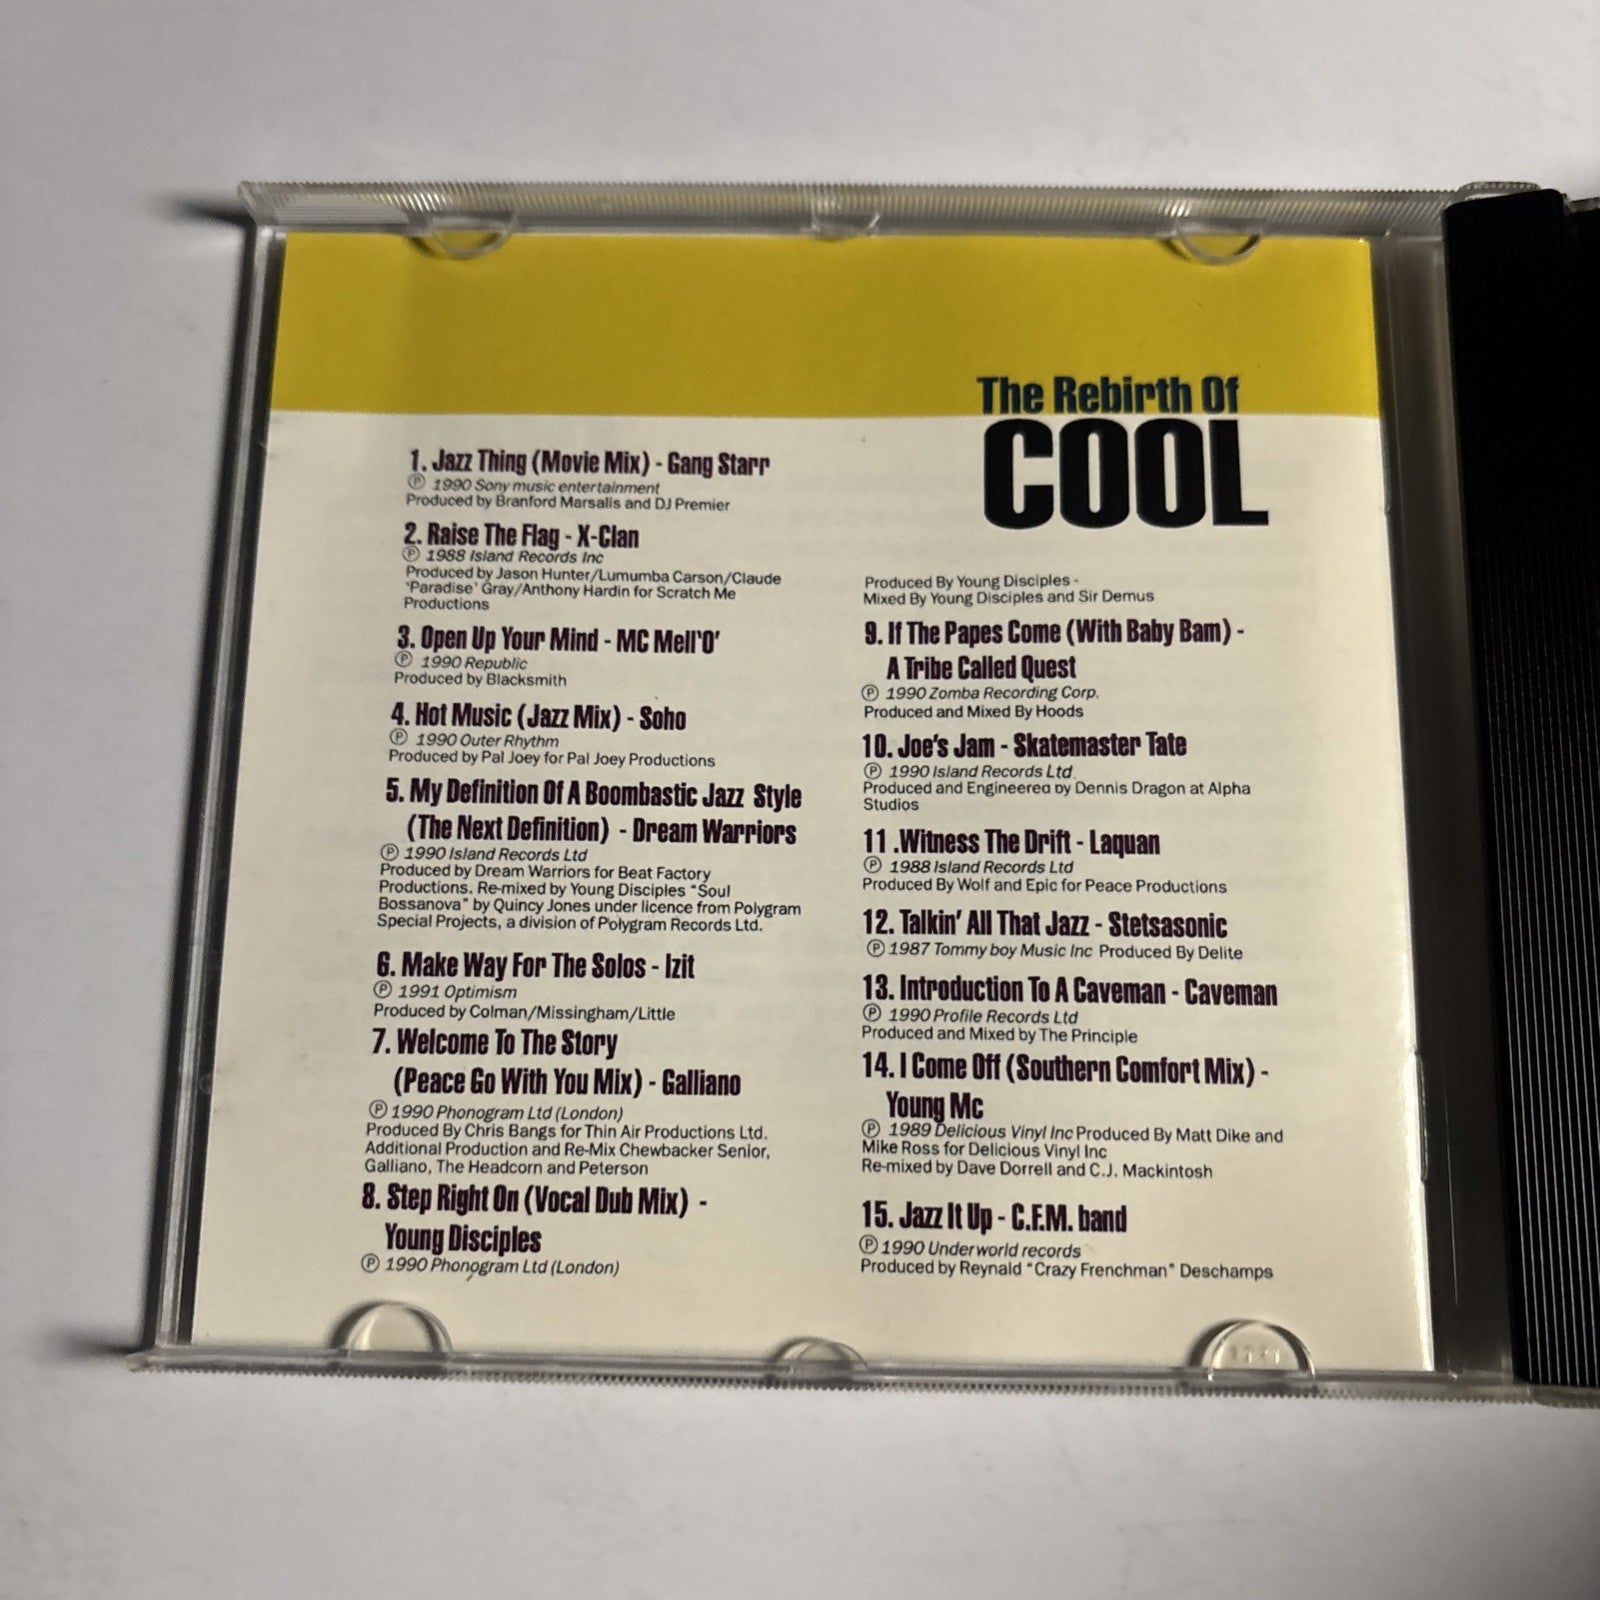 The Rebirth Of
COOL
1. Jazz Thing (Movie Mix) - Gang Starr
℗ 1990 Sony music entertainment
Produced by Branford Marsalis and DJ Premier
2. Raise The Flag - X-Clan
℗ 1988 Island Records Inc
Produced by Jason Hunter/Lumumba Carson/Claude
'Paradise' Gray/Anthony Hardin for Scratch Me
Productions
3. Open Up Your Mind - MC Mell'O'
℗ 1990 Republic
Produced by Blacksmith
4. Hot Music (Jazz Mix) - Soho
℗ 1990 Outer Rhythm
Produced by Pal Joey for Pal Joey Productions
5. My Definition Of A Boombastic Jazz Style
(The Next Definition) - Dream Warriors
℗ 1990 Island Records Ltd
Produced by Dream Warriors for Beat Factory
Productions. Re-mixed by Young Disciples "Soul
Bossanova" by Quincy Jones under licence from Polygram
Special Projects, a division of Polygram Records Ltd.
6. Make Way For The Solos - Izit
℗ 1991 Optimism
Produced by Colman/Missingham/Little
7. Welcome To The Story
(Peace Go With You Mix) - Galliano
℗ 1990 Phonogram Ltd (London)
Produced By Chris Bangs for Thin Air Productions Ltd.
Additional Production and Re-Mix Chewbacker Senior,
Galliano, The Headcorn and Peterson
8. Step Right On (Vocal Dub Mix) -
Young Disciples
℗ 1990 Phonogram Ltd (London)
Produced By Young Disciples -
Mixed By Young Disciples and Sir Demus
9. If The Papes Come (With Baby Bam) -
A Tribe Called Quest
℗ 1990 Zomba Recording Corp.
Produced and Mixed By Hoods
10. Joe's Jam - Skatemaster Tate
℗ 1990 Island Records Ltd
Produced and Engineered by Dennis Dragon at Alpha
Studios
11 .Witness The Drift - Laquan
℗ 1988 Island Records Ltd
Produced By Wolf and Epic for Peace Productions
12. Talkin' All That Jazz - Stetsasonic
℗ 1987 Tommy boy Music Inc Produced By Delite
13. Introduction To A Caveman - Caveman
℗ 1990 Profile Records Ltd
Produced and Mixed by The Principle
14. I Come Off (Southern Comfort Mix) -
Young Mc
℗ 1989 Delicious Vinyl Inc Produced By Matt Dike and
Mike Ross for Delicious Vinyl Inc
Re-mixed by Dave Dorrell and C.J. Mackintosh
15. Jazz It Up - C.F.M. band
℗ 1990 Underworld records
Produced by Reynald "Crazy Frenchman" Deschamps